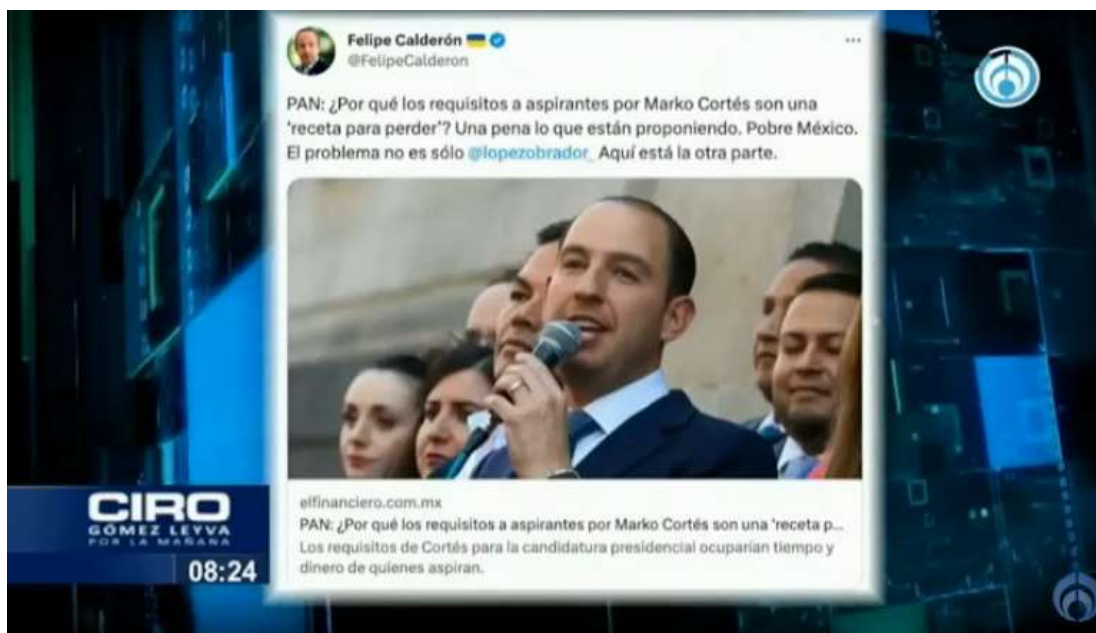 Felipe Calderón
@FelipeCalderon
PAN: ¿Por qué los requisitos a aspirantes por Marko Cortés son una
'receta para perder'? Una pena lo que están proponiendo. Pobre México.
El problema no es sólo @lopezobrador_ Aquí está la otra parte.
elfinanciero.com.mx
PAN: ¿Por qué los requisitos a aspirantes por Marko Cortés son una 'receta p...
Los requisitos de Cortés para la candidatura presidencial ocuparían tiempo y
dinero de quienes aspiran.
CIRO
GÓMEZ LEYVA
POR LA MAÑANA
08:24